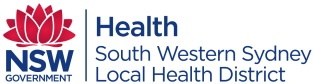 NSW
GOVERNMENT
Health
South Western Sydney
Local Health District